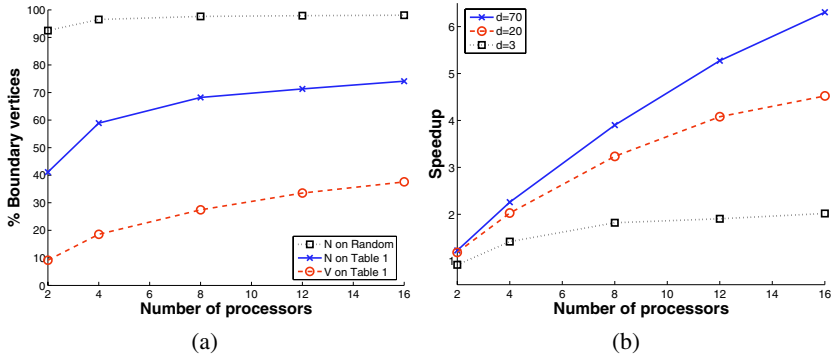 100
90
80
70
60
50
40
30
20
10
0
% Boundary vertices
2 4 6 8 10 12 14 16
Number of processors
N on Random
N on Table 1
V on Table 1
(a)
6
5
4
3
2
1
Speedup
2 4 6 8 10 12 14 16
Number of processors
d=70
d=20
d=3
(b)